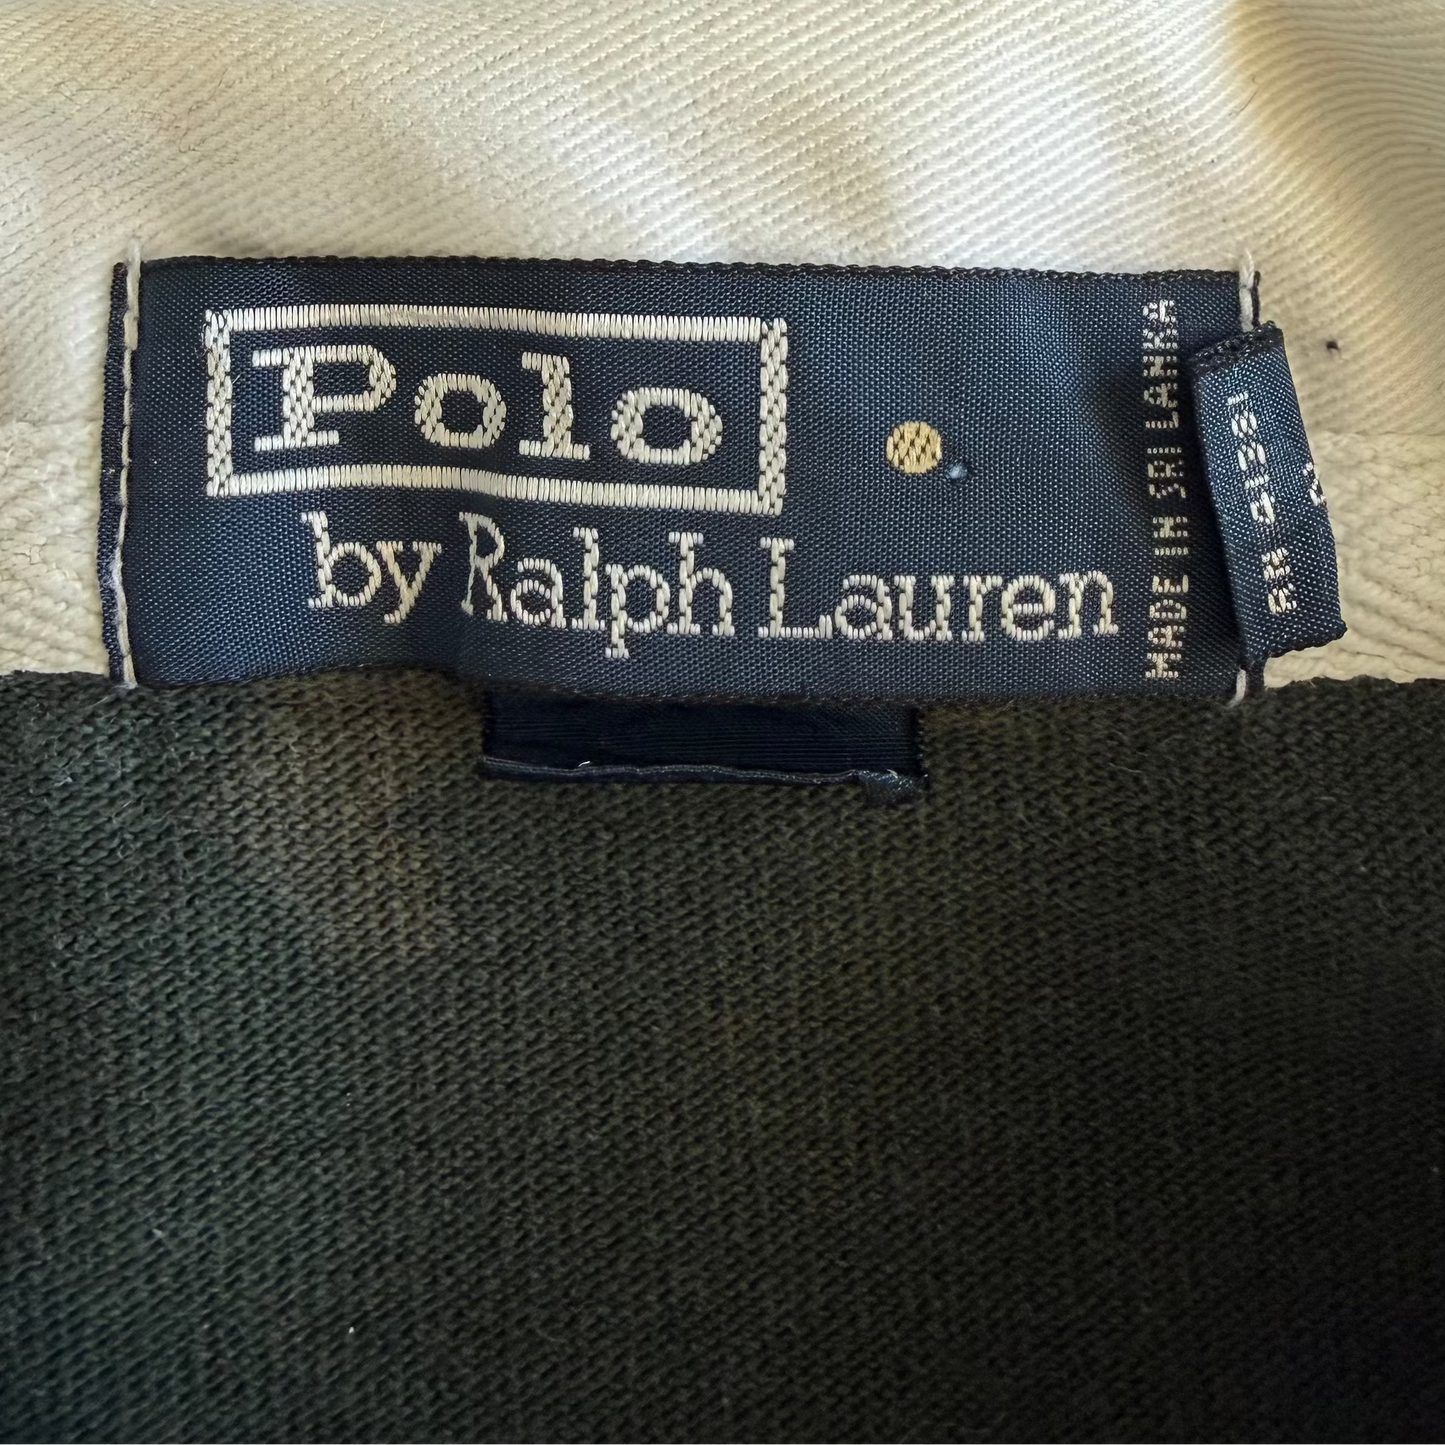 Polo
by Ralph Lauren
MADE IN SRI LANKA